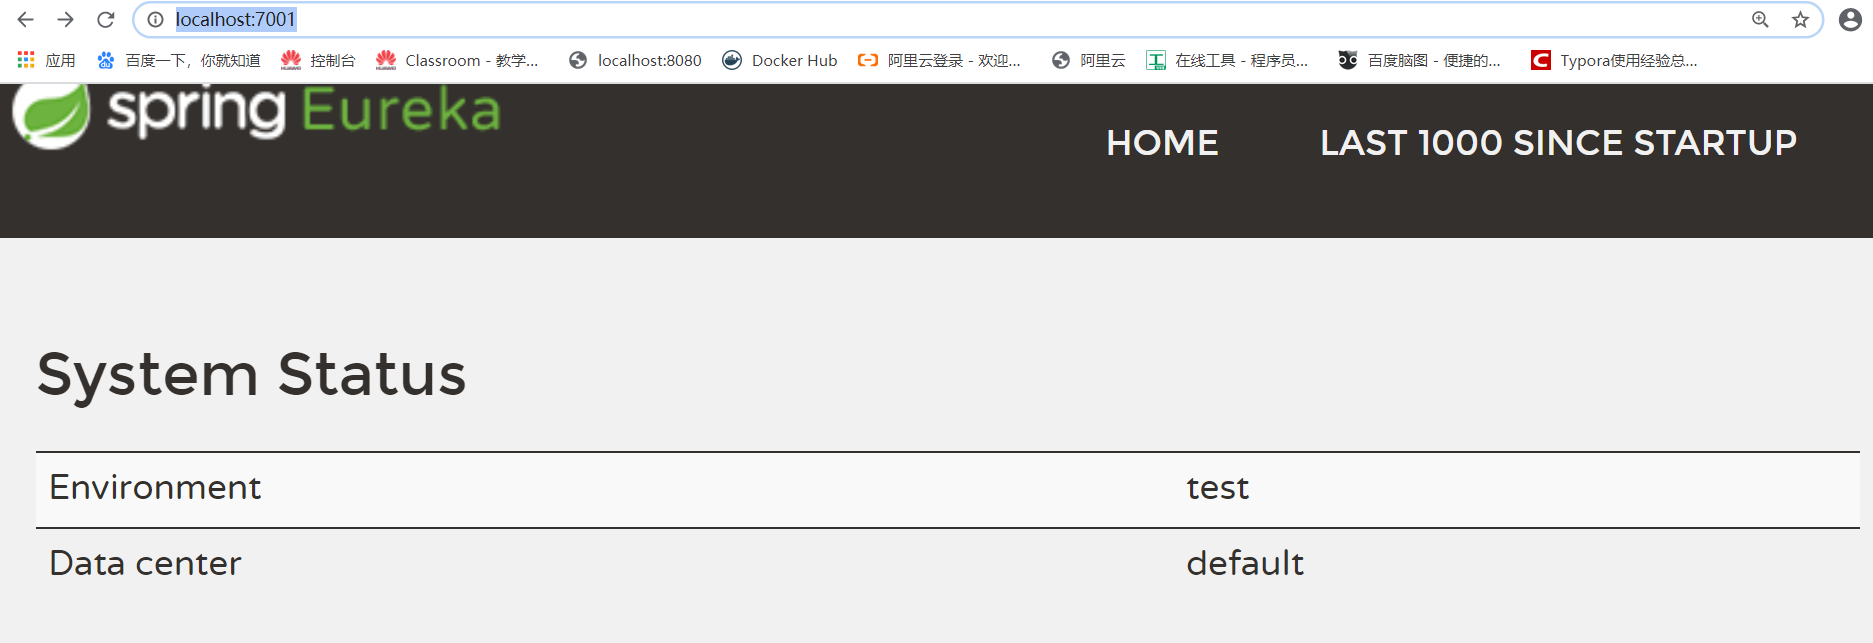 localhost:7001
应用 百度一下，你就知道 控制台 Classroom - 教学... localhost:8080 Docker Hub 阿里云登录 - 欢迎... 阿里云 在线工具 - 程序员... 百度脑图 - 便捷的... Typora使用经验总...
spring Eureka
HOME LAST 1000 SINCE STARTUP
System Status
Environment test
Data center default